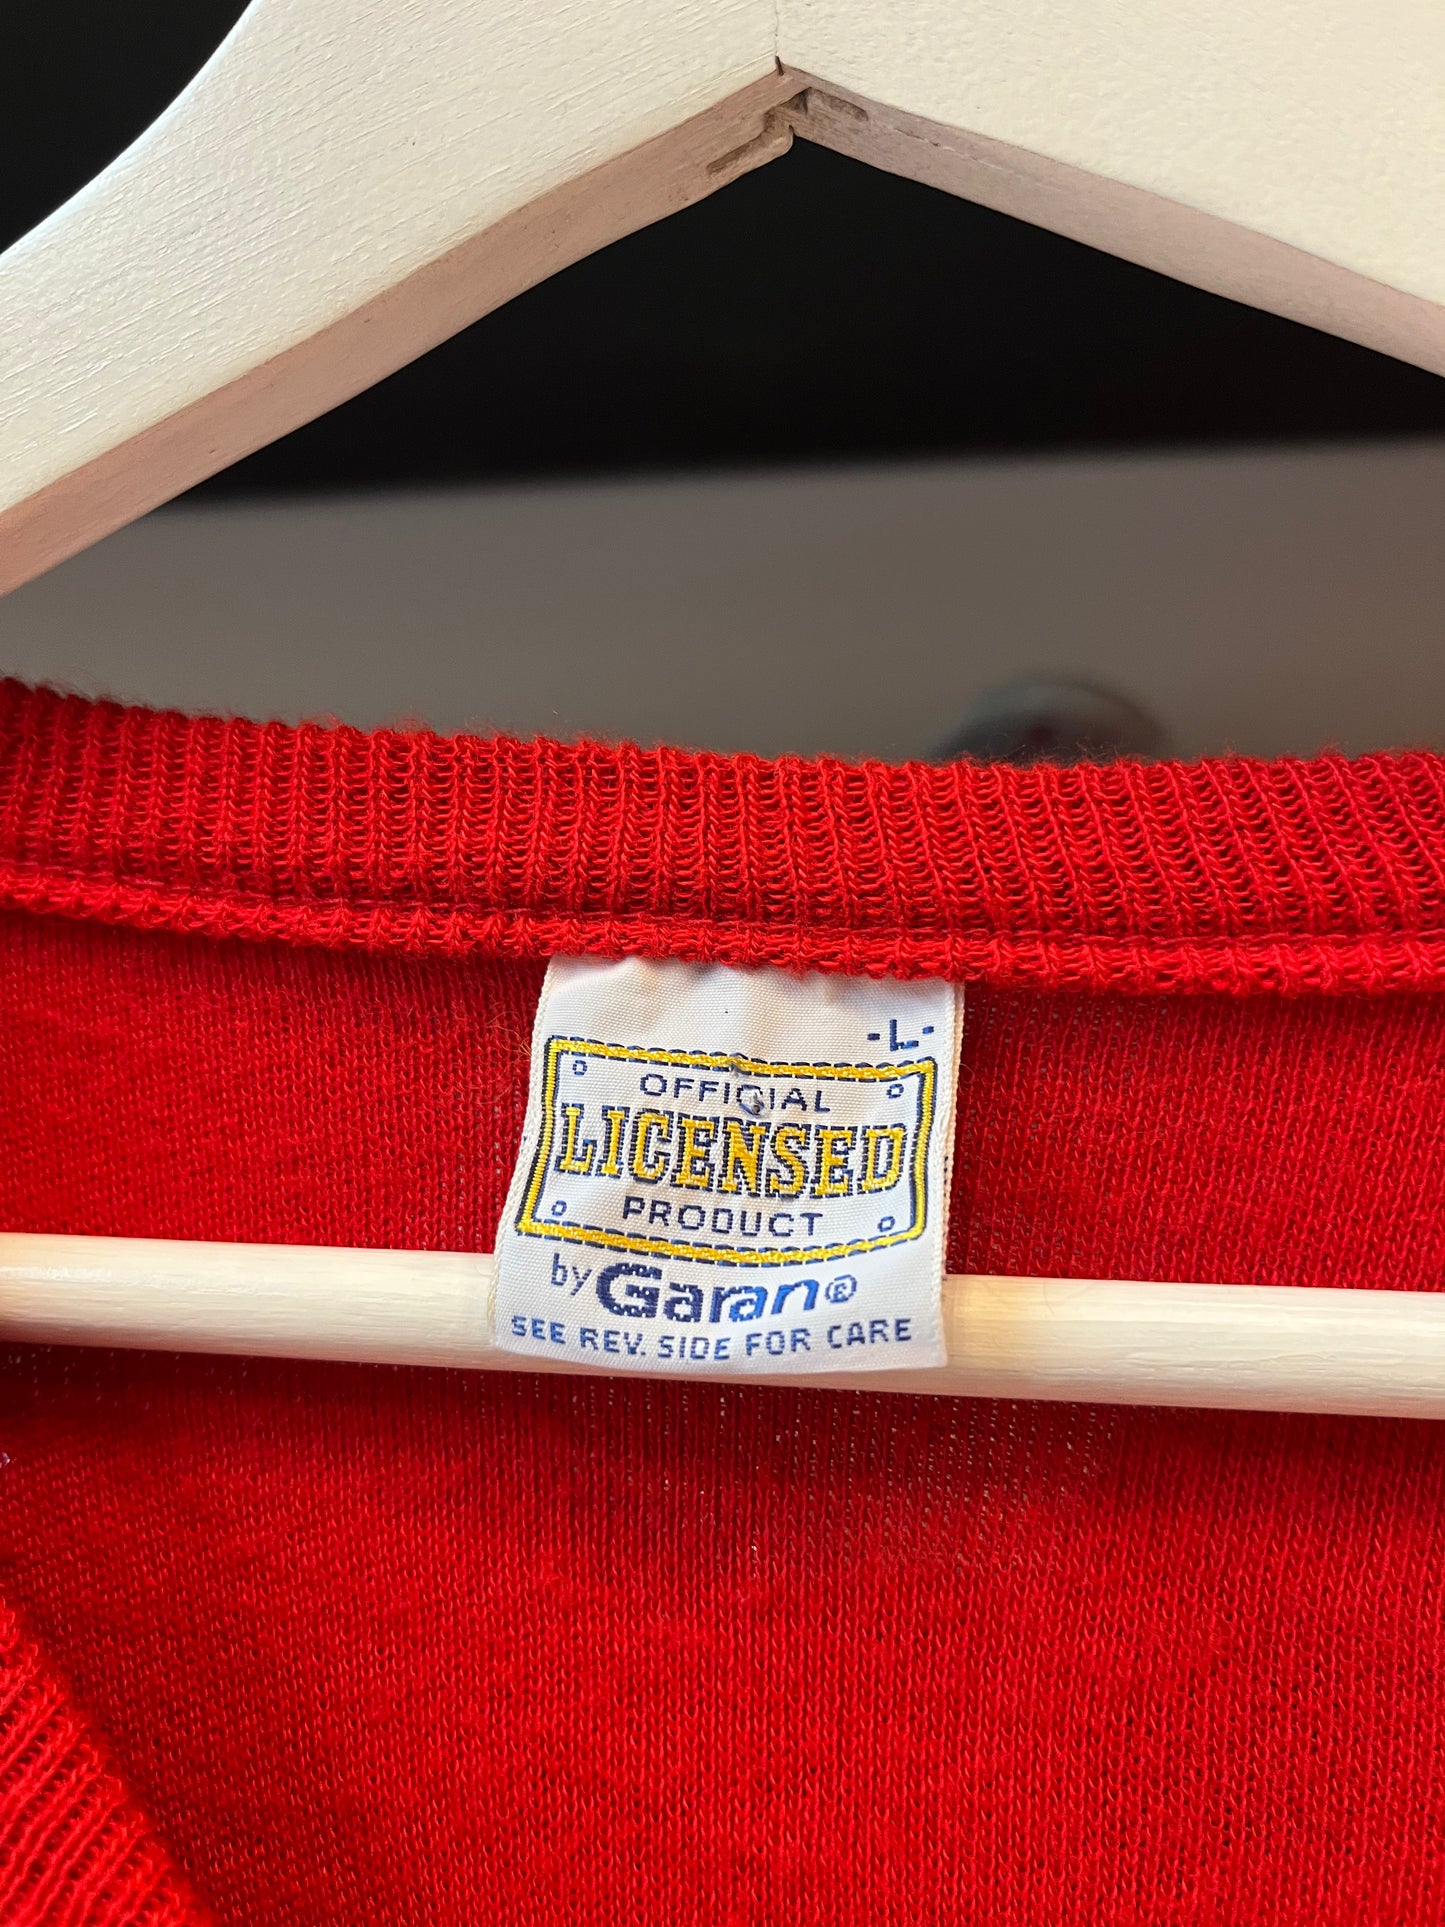 -L-
OFFICIAL
LICENSED
PRODUCT
by Garan®
SEE REV. SIDE FOR CARE